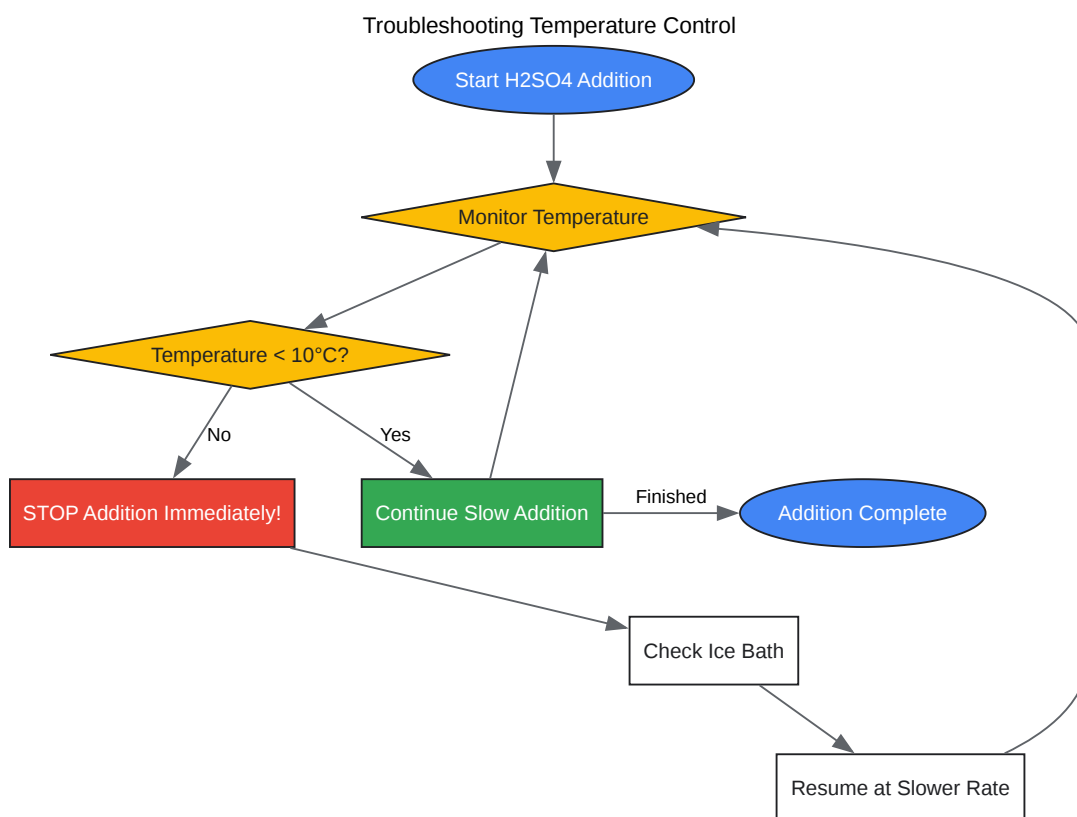 Troubleshooting Temperature Control
Start H2SO4 Addition
Monitor Temperature
Temperature < 10°C?
No
Yes
STOP Addition Immediately!
Continue Slow Addition
Finished
Addition Complete
Check Ice Bath
Resume at Slower Rate